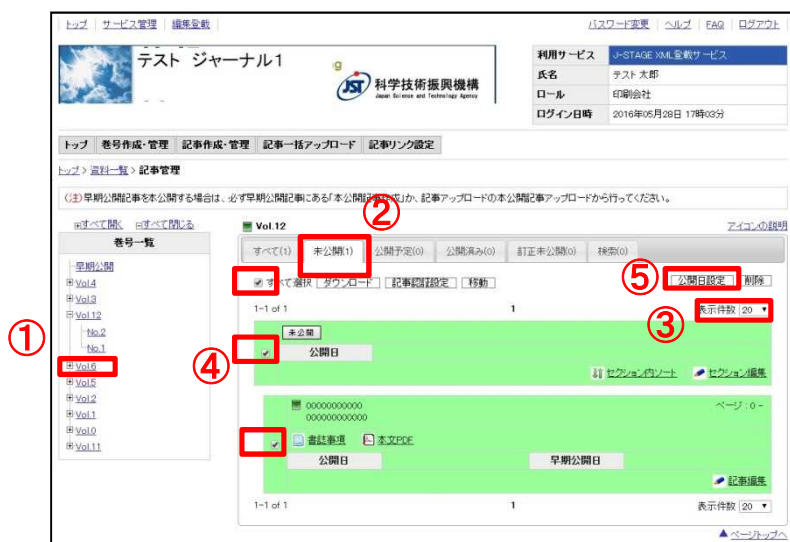 トップ サービス管理 編集登載
パスワード変更 ヘルプ FAQ ログアウト
テスト ジャーナル1
JST 科学技術振興機構
Japan Science and Technology Agency
利用サービス J-STAGE XML登載サービス
氏名 テスト 太郎
ロール 印刷会社
ログイン日時 2016年05月28日 17時03分
トップ 巻号作成・管理 記事作成・管理 記事一括アップロード 記事リンク設定
トップ > 資料一覧 > 記事管理
(注)早期公開記事を本公開する場合は、必ず早期公開記事にある「本公開記事作成」か、記事アップロードの本公開記事アップロードから行ってください。
すべて開く すべて閉じる
巻号一覧
早期公開
Vol.4
Vol.3
Vol.12
No.2
No.1
① Vol.6
Vol.5
Vol.2
Vol.1
Vol.0
Vol.11
Vol.12
アイコンの説明
②
すべて(1) 未公開(1) 公開予定(0) 公開済み(0) 訂正未公開(0) 検索(0)
すべて選択 ダウンロード 記事認証設定 移動
⑤ 公開日設定 削除
1-1 of 1 1 表示件数 20
③
未公開
④ 公開日
セクション内ソート セクション編集
00000000000
000000000000
ページ : 0 -
書誌事項 本文PDF
公開日 早期公開日
記事編集
1-1 of 1 1 表示件数 20
ページトップへ